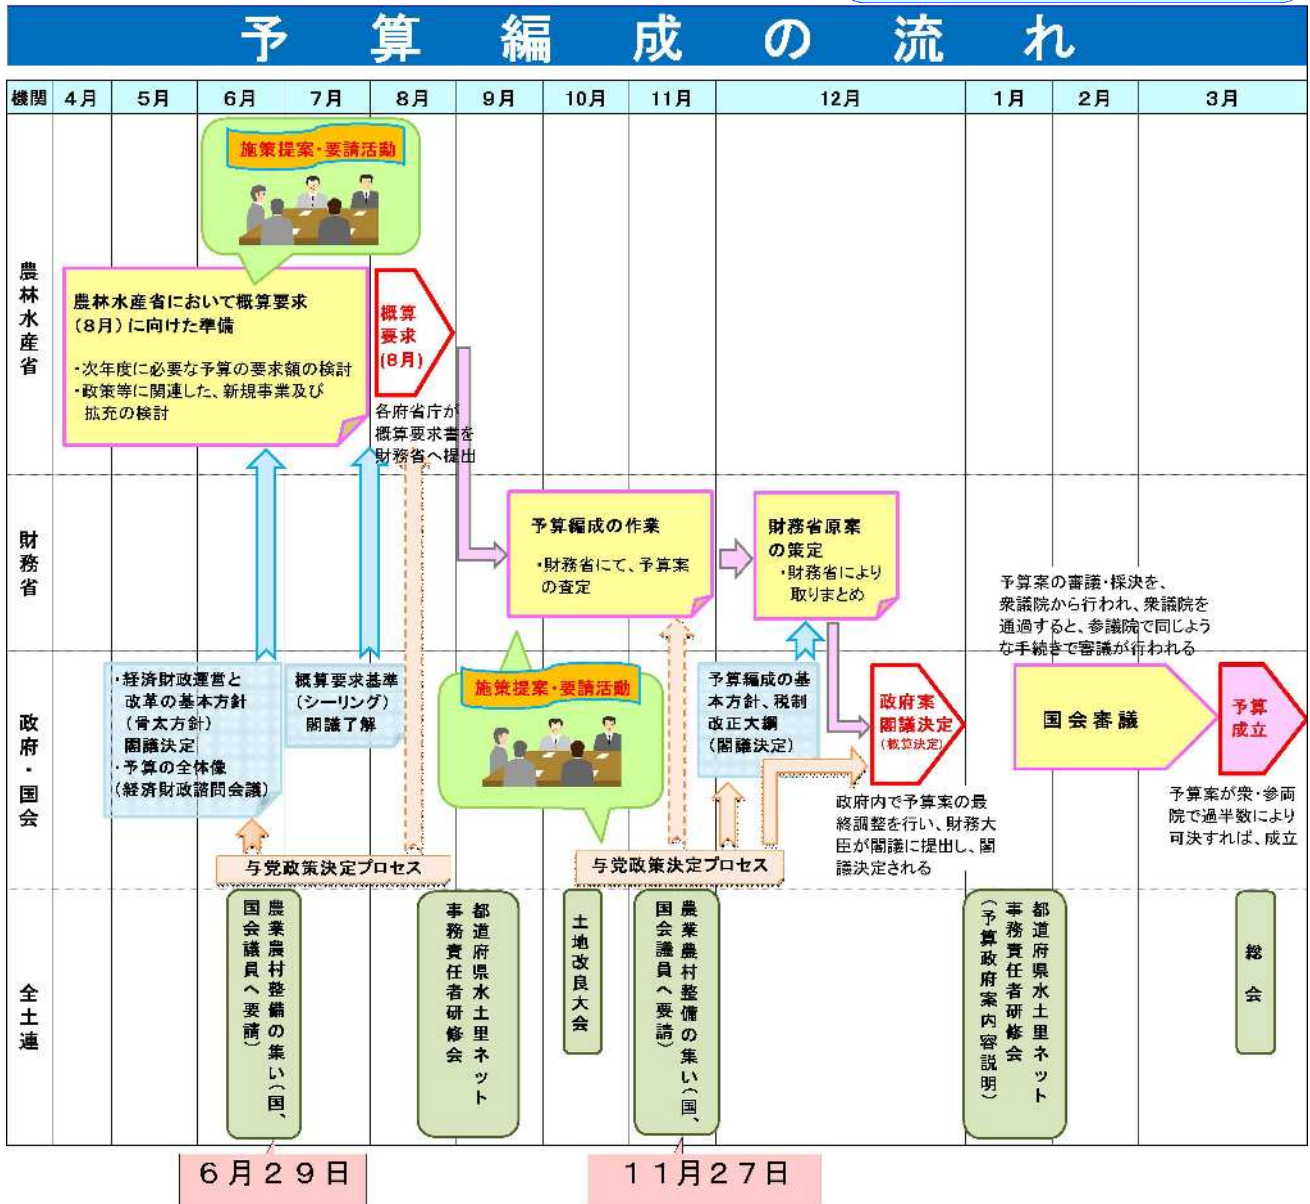 予算編成の流れ
機関 4月 5月 6月 7月 8月 9月 10月 11月 12月 1月 2月 3月
農林水産省
施策提案・要請活動
農林水産省において概算要求
(8月)に向けた準備
・次年度に必要な予算の要求額の検討
・政策等に関連した、新規事業及び
拡充の検討
概算
要求
(8月)
各府省庁が
概算要求書を
財務省へ提出
財務省
予算編成の作業
・財務省にて、予算案
の査定
財務省原案
の策定
・財務省により
取りまとめ
予算案の審議・採決を、
衆議院から行われ、衆議院を
通過すると、参議院で同じよう
な手続きで審議が行われる
政府・国会
・経済財政運営と
改革の基本方針
(骨太方針)
閣議決定
・予算の全体像
(経済財政諮問会議)
概算要求基準
(シーリング)
閣議了解
施策提案・要請活動
予算編成の基
本方針、税制
改正大綱
(閣議決定)
政府案
閣議決定
(概算決定)
国会審議
予算
成立
政府内で予算案の最
終調整を行い、財務大
臣が閣議に提出し、閣
議決定される
予算案が衆・参両
院で過半数により
可決すれば、成立
与党政策決定プロセス
与党政策決定プロセス
全土連
農業農村整備の集い(国、
国会議員へ要請)
都道府県水土里ネット
事務責任者研修会
土地改良大会
農業農村整備の集い(国、
国会議員へ要請)
都道府県水土里ネット
事務責任者研修会
(予算政府案内容説明)
総会
6月29日
11月27日